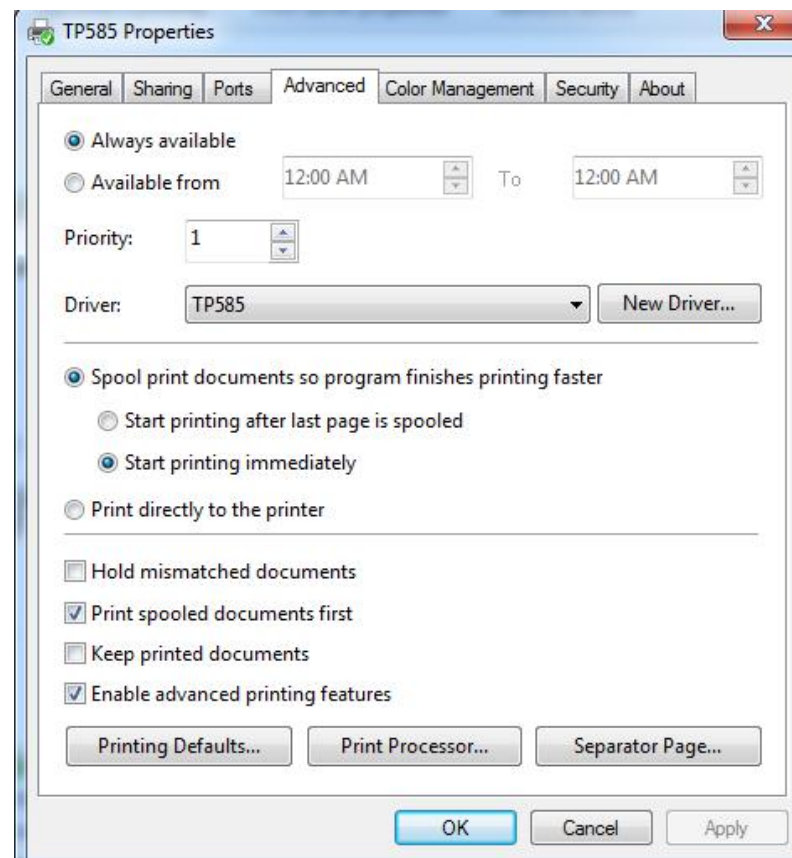 TP585 Properties
General Sharing Ports Advanced Color Management Security About
Always available
Available from 12:00 AM To 12:00 AM
Priority: 1
Driver: TP585 New Driver...
Spool print documents so program finishes printing faster
Start printing after last page is spooled
Start printing immediately
Print directly to the printer
Hold mismatched documents
Print spooled documents first
Keep printed documents
Enable advanced printing features
Printing Defaults... Print Processor... Separator Page...
OK Cancel Apply